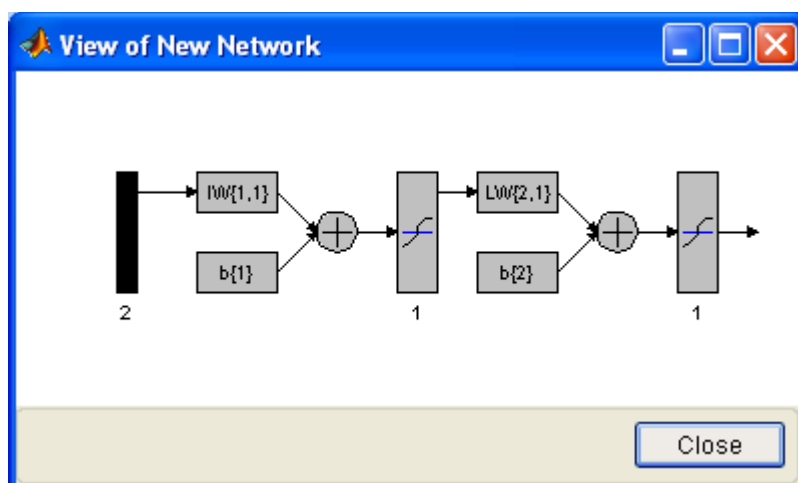 View of New Network
IW{1,1}
LW{2,1}
b{1}
b{2}
2
1
1
Close